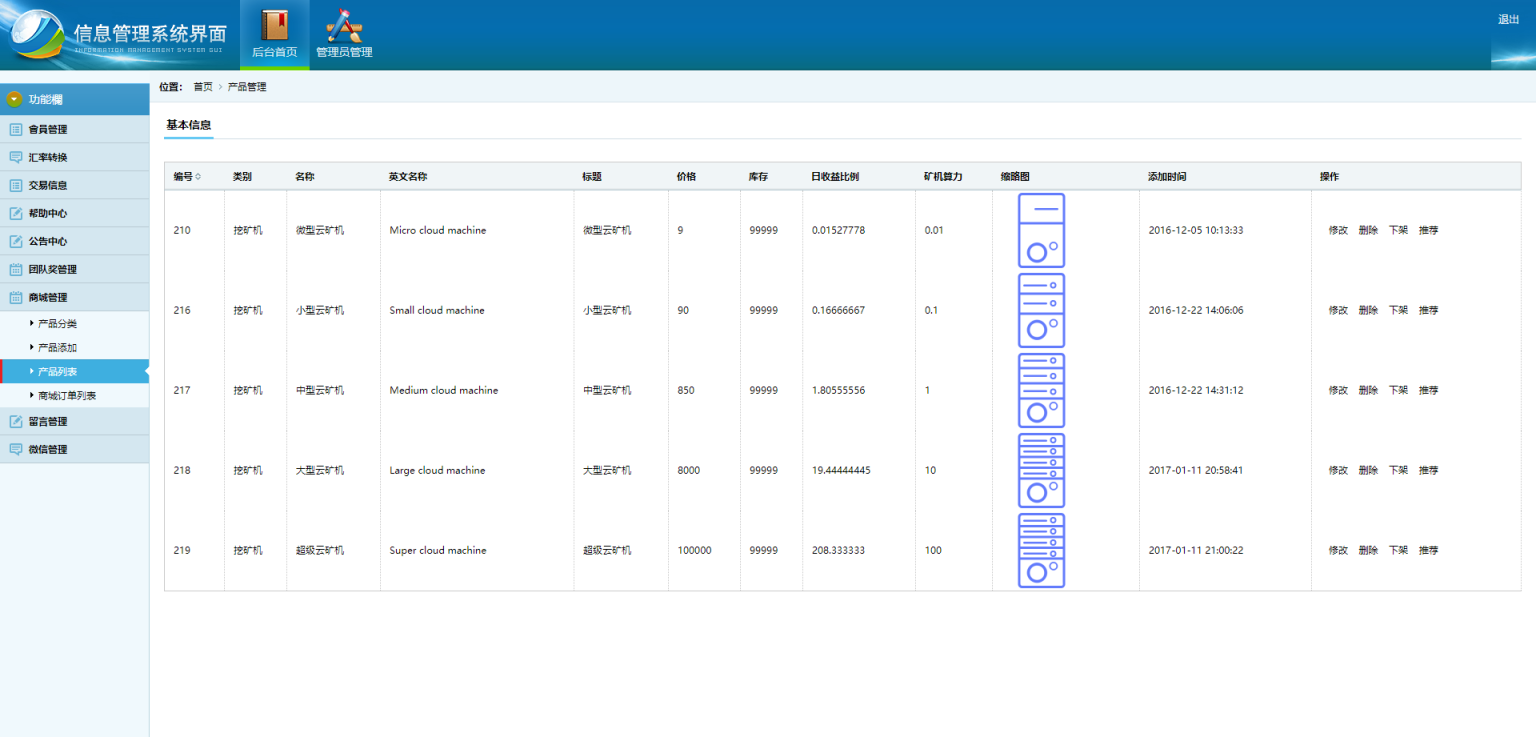 信息管理系统界面
INFORMATION MANAGEMENT SYSTEM GUI
后台首页
管理员管理
退出
位置： 首页 › 产品管理
功能欄
會員管理
汇率转换
交易信息
帮助中心
公告中心
团队奖管理
商城管理
产品分类
产品添加
产品列表
商城订单列表
留言管理
微信管理
基本信息
编号 类别 名称 英文名称 标题 价格 库存 日收益比例 矿机算力 缩略图 添加时间 操作
210 挖矿机 微型云矿机 Micro cloud machine 微型云矿机 9 99999 0.01527778 0.01 2016-12-05 10:13:33 修改 删除 下架 推荐
216 挖矿机 小型云矿机 Small cloud machine 小型云矿机 90 99999 0.16666667 0.1 2016-12-22 14:06:06 修改 删除 下架 推荐
217 挖矿机 中型云矿机 Medium cloud machine 中型云矿机 850 99999 1.80555556 1 2016-12-22 14:31:12 修改 删除 下架 推荐
218 挖矿机 大型云矿机 Large cloud machine 大型云矿机 8000 99999 19.44444445 10 2017-01-11 20:58:41 修改 删除 下架 推荐
219 挖矿机 超级云矿机 Super cloud machine 超级云矿机 100000 99999 208.333333 100 2017-01-11 21:00:22 修改 删除 下架 推荐